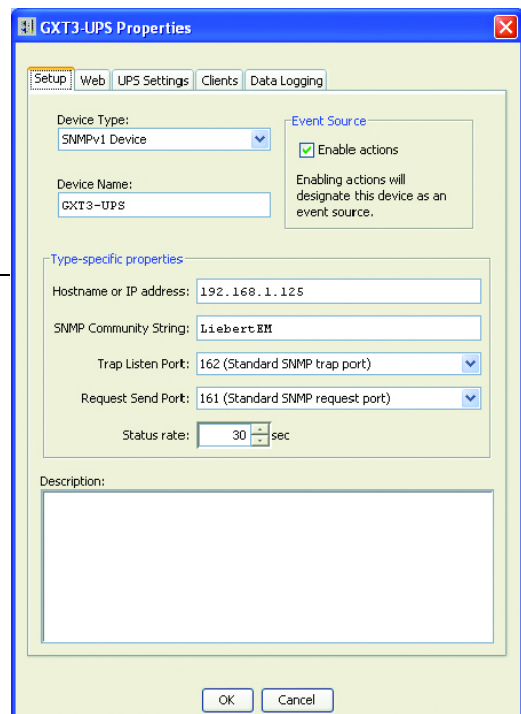 GXT3-UPS Properties
Setup Web UPS Settings Clients Data Logging
Device Type:
SNMPv1 Device
Device Name:
GXT3-UPS
Event Source
Enable actions
Enabling actions will
designate this device as an
event source.
Type-specific properties
Hostname or IP address: 192.168.1.125
SNMP Community String: LiebertEM
Trap Listen Port: 162 (Standard SNMP trap port)
Request Send Port: 161 (Standard SNMP request port)
Status rate: 30 sec
Description:
OK Cancel